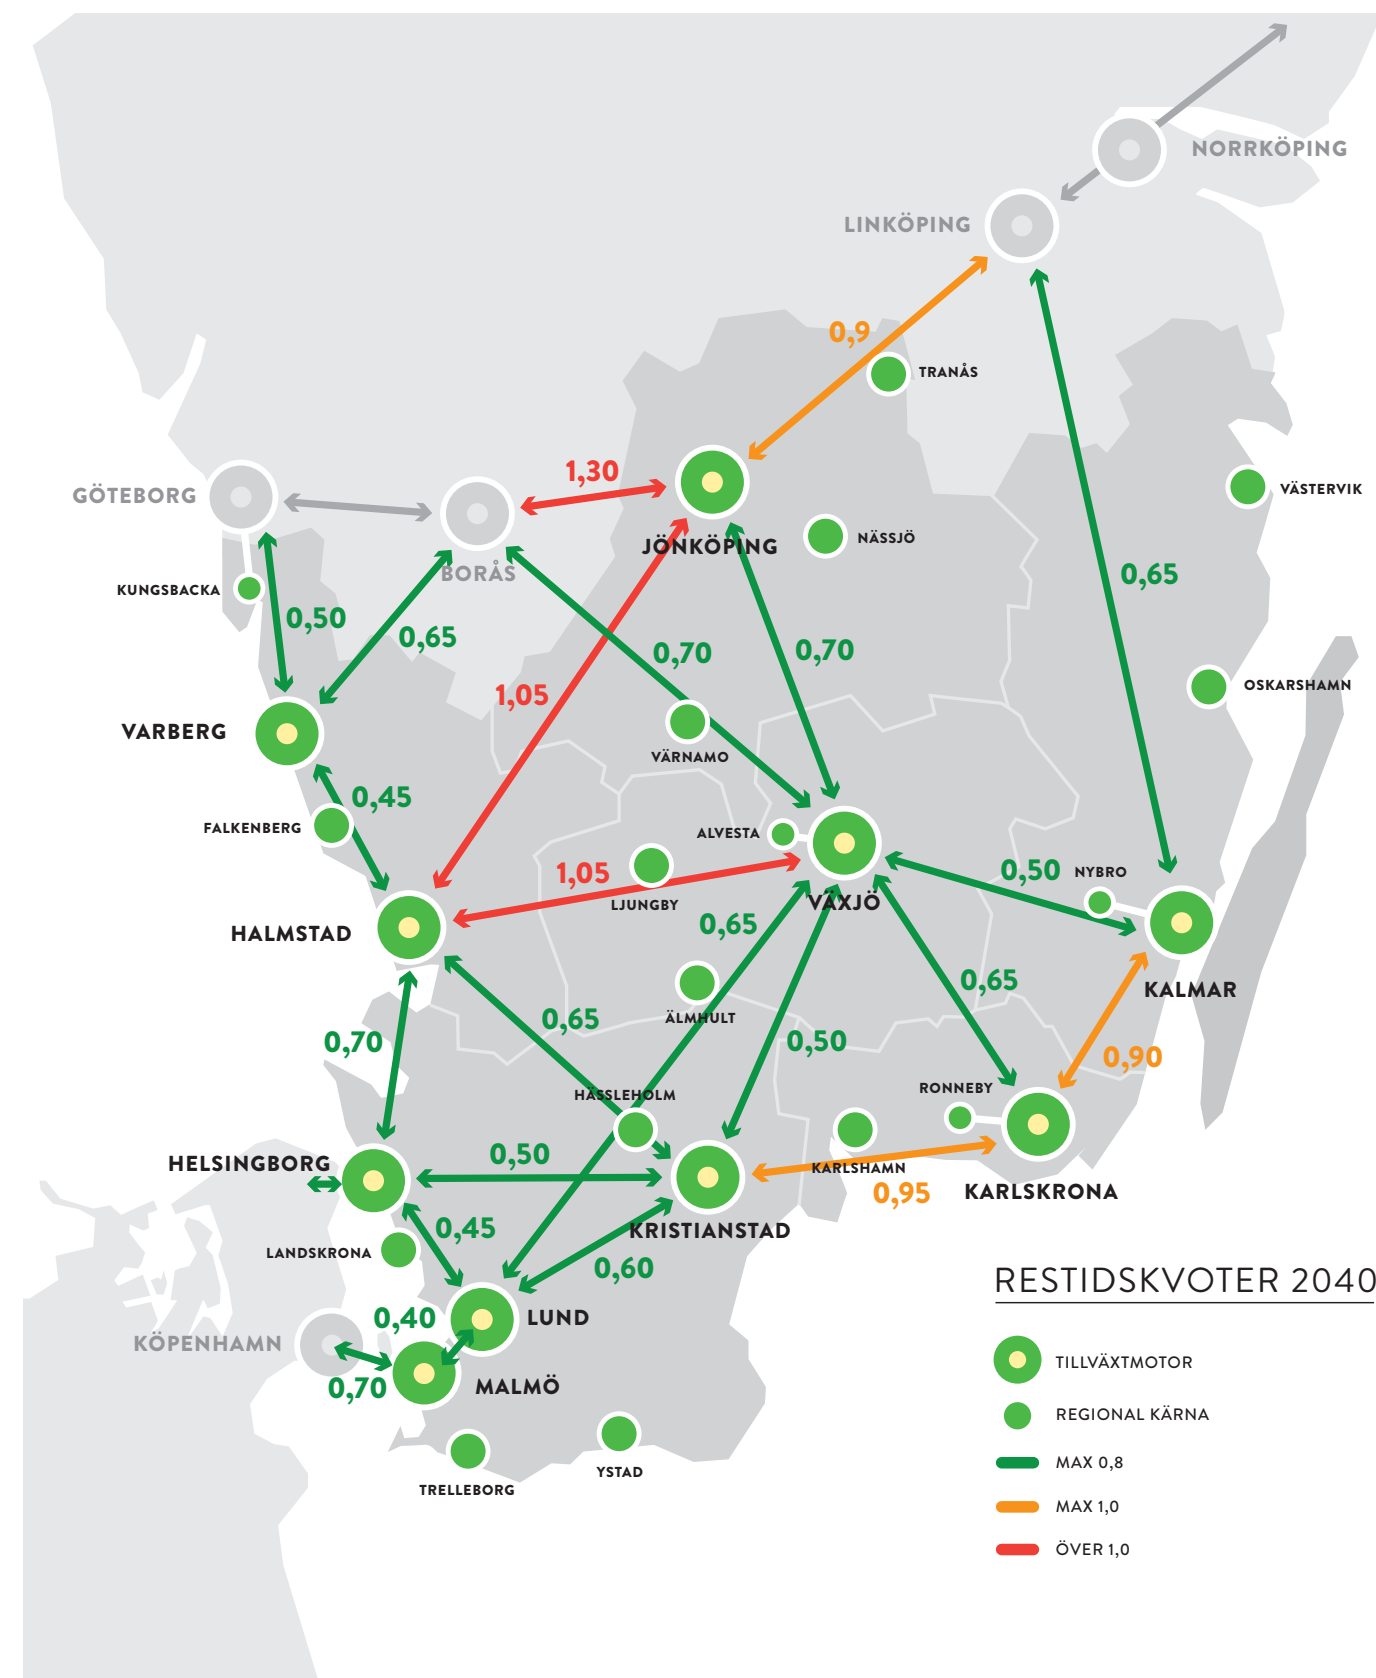 NORRKÖPING
LINKÖPING
0,9
TRANÅS
1,30
GÖTEBORG
VÄSTERVIK
NÄSSJÖ
JÖNKÖPING
BORÅS
0,65
KUNGSBACKA
0,50
0,65
0,70
0,70
OSKARSHAMN
1,05
VARBERG
VÄRNAMO
0,45
FALKENBERG
ALVESTA
1,05
0,50
NYBRO
LJUNGBY
VÄXJÖ
0,65
HALMSTAD
0,65
KALMAR
0,65
ÄLMHULT
0,70
0,50
0,90
RONNEBY
HÄSSLEHOLM
0,50
HELSINGBORG
KARLSHAMN
0,95
KARLSKRONA
0,45
KRISTIANSTAD
LANDSKRONA
0,60
RESTIDSKVOTER 2040
0,40
LUND
KÖPENHAMN
TILLVÄXTMOTOR
0,70
MALMÖ
REGIONAL KÄRNA
MAX 0,8
YSTAD
TRELLEBORG
MAX 1,0
ÖVER 1,0